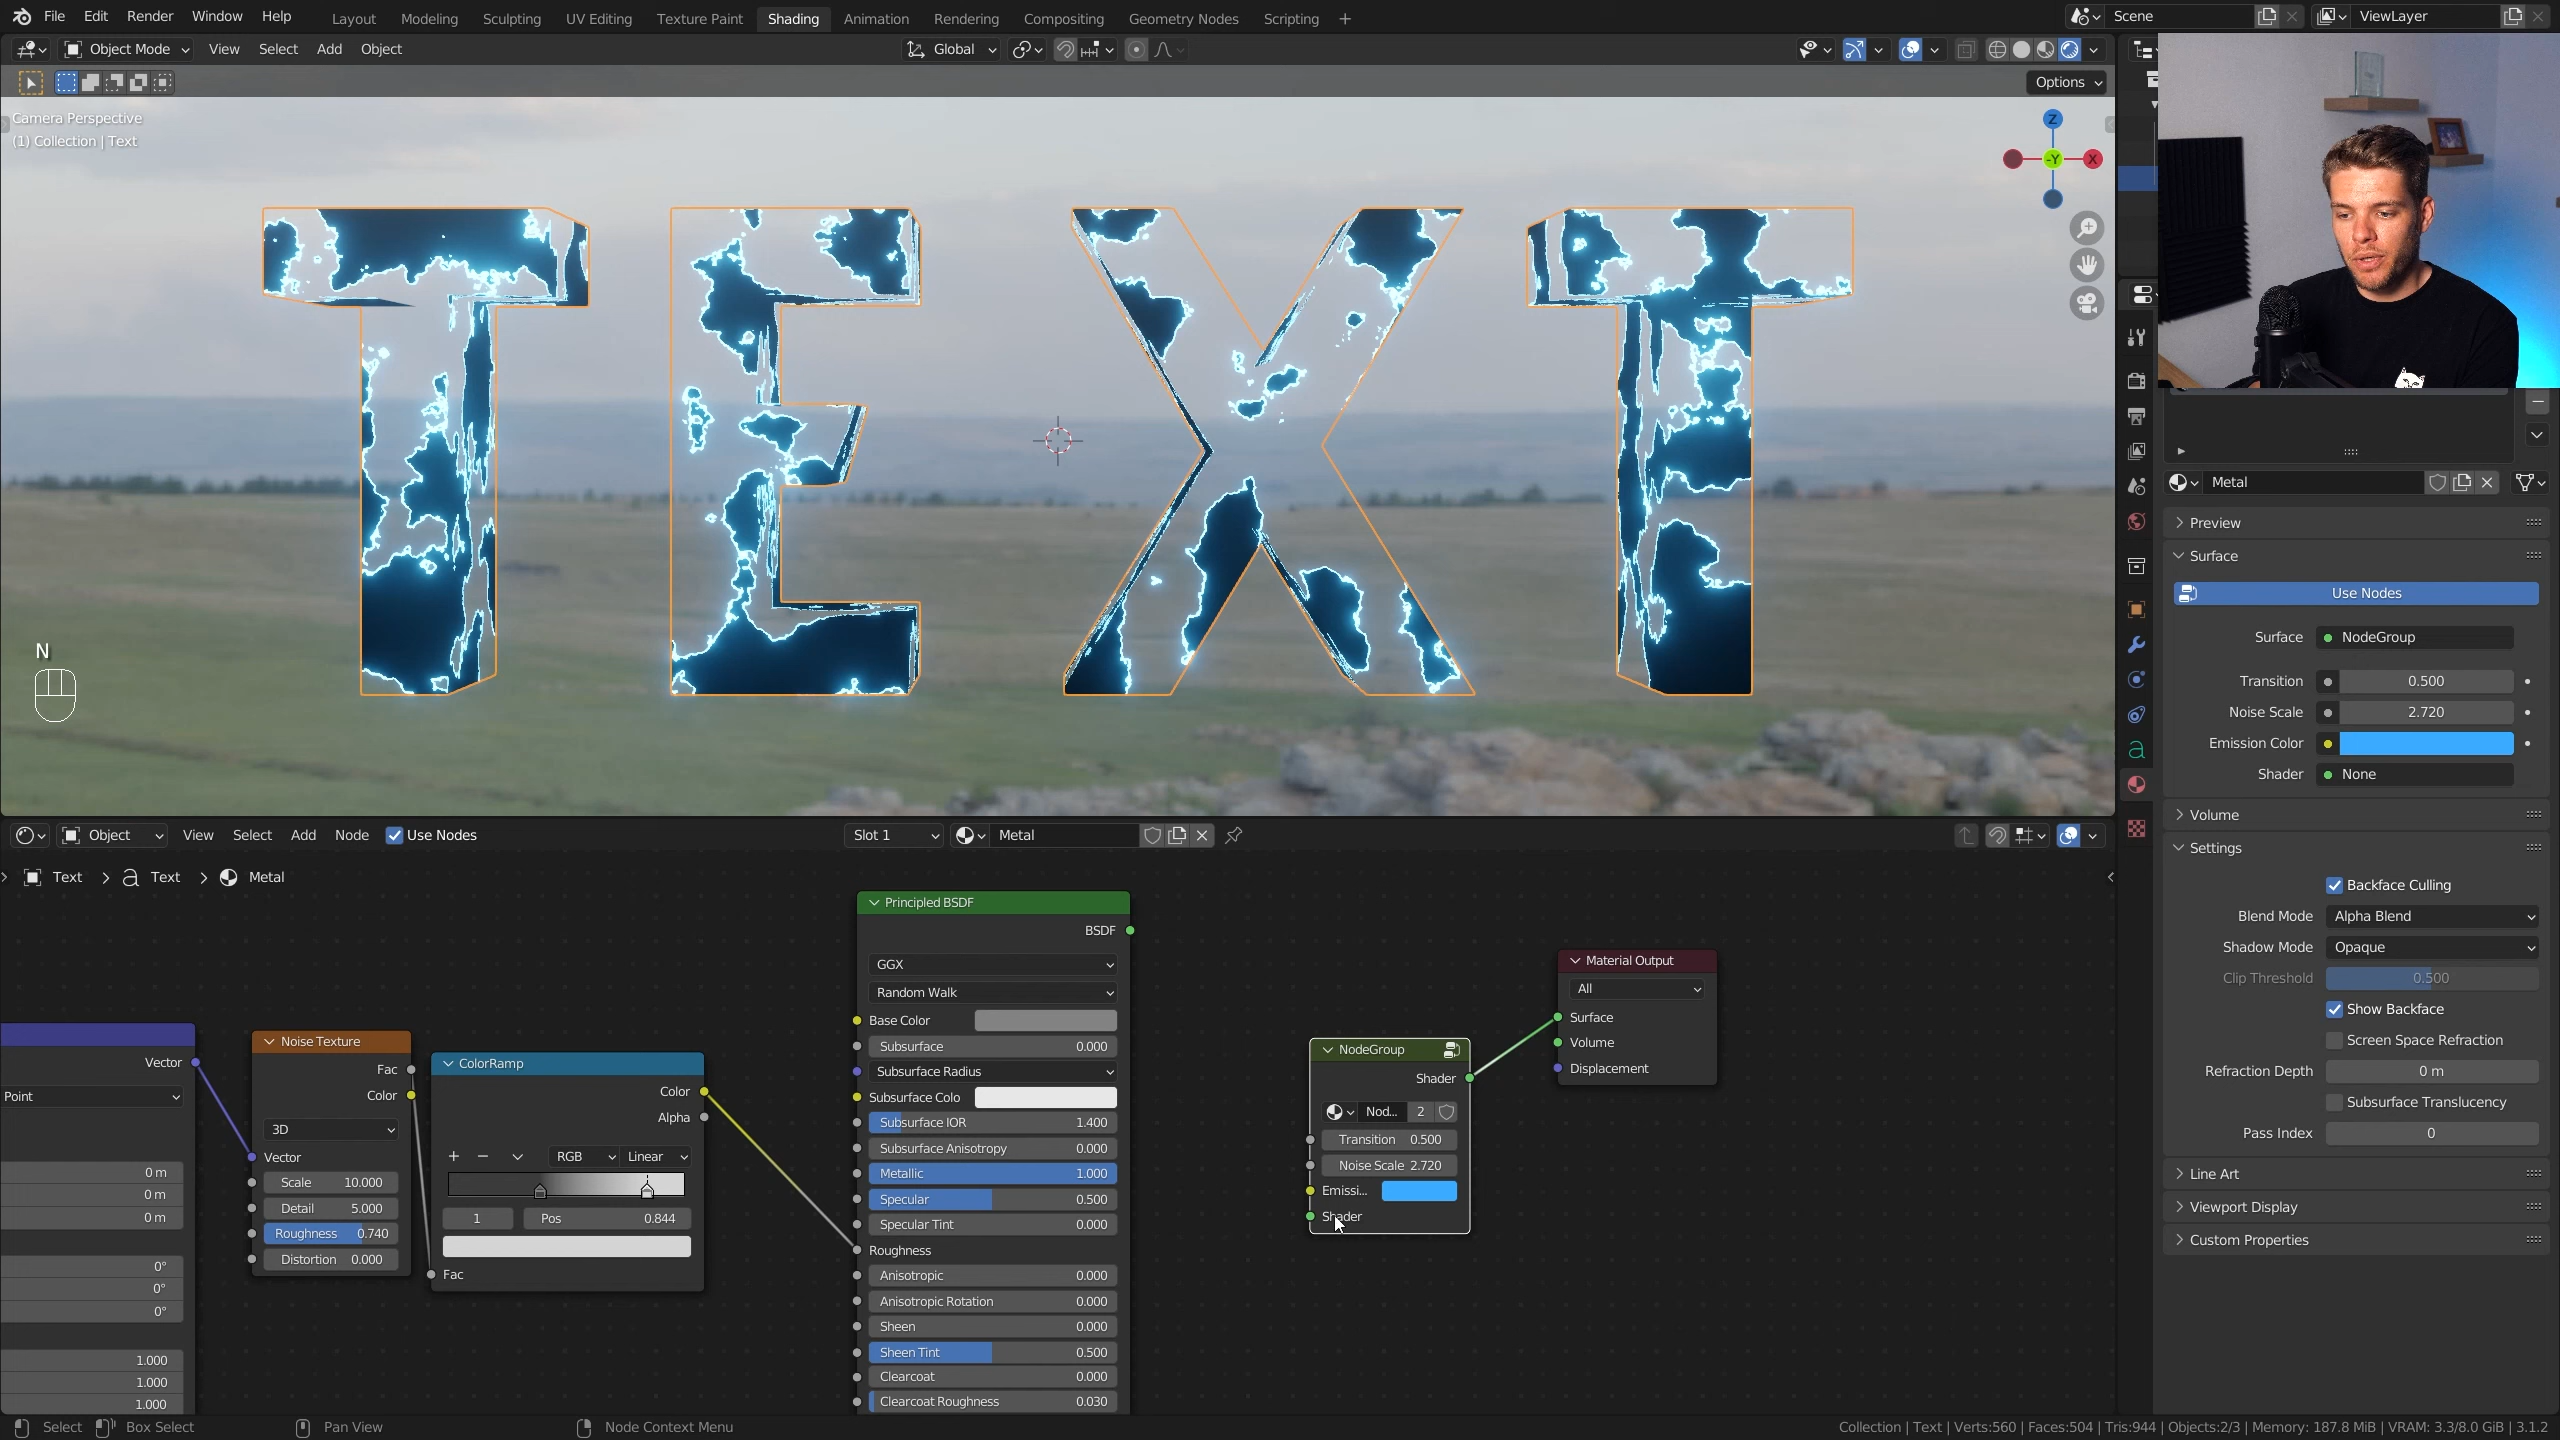 File Edit Render Window Help Layout Modeling Sculpting UV Editing Texture Paint Shading Animation Rendering Compositing Geometry Nodes Scripting + Scene ViewLayer
Object Mode View Select Add Object Global
Options
Camera Perspective
(1) Collection | Text
Z
-Y X
TEXT
N
Metal
Preview
Surface
Use Nodes
Surface NodeGroup
Transition 0.500
Noise Scale 2.720
Emission Color
Shader None
Volume
Settings
Backface Culling
Blend Mode Alpha Blend
Shadow Mode Opaque
Clip Threshold 0.500
Show Backface
Screen Space Refraction
Refraction Depth 0 m
Subsurface Translucency
Pass Index 0
Line Art
Viewport Display
Custom Properties
Object View Select Add Node Use Nodes Slot 1 Metal
Text > Text > Metal
Vector
Point
0 m
0 m
0 m
0°
0°
0°
1.000
1.000
1.000
Noise Texture
Fac
Color
3D
Vector
Scale 10.000
Detail 5.000
Roughness 0.740
Distortion 0.000
ColorRamp
Color
Alpha
+ − RGB Linear
1 Pos 0.844
Fac
Principled BSDF
BSDF
GGX
Random Walk
Base Color
Subsurface 0.000
Subsurface Radius
Subsurface Colo
Subsurface IOR 1.400
Subsurface Anisotropy 0.000
Metallic 1.000
Specular 0.500
Specular Tint 0.000
Roughness
Anisotropic 0.000
Anisotropic Rotation 0.000
Sheen 0.000
Sheen Tint 0.500
Clearcoat 0.000
Clearcoat Roughness 0.030
NodeGroup
Shader
Nod... 2
Transition 0.500
Noise Scale 2.720
Emissi...
Shader
Material Output
All
Surface
Volume
Displacement
Select Box Select Pan View Node Context Menu Collection | Text | Verts:560 | Faces:504 | Tris:944 | Objects:2/3 | Memory: 187.8 MiB | VRAM: 3.3/8.0 GiB | 3.1.2